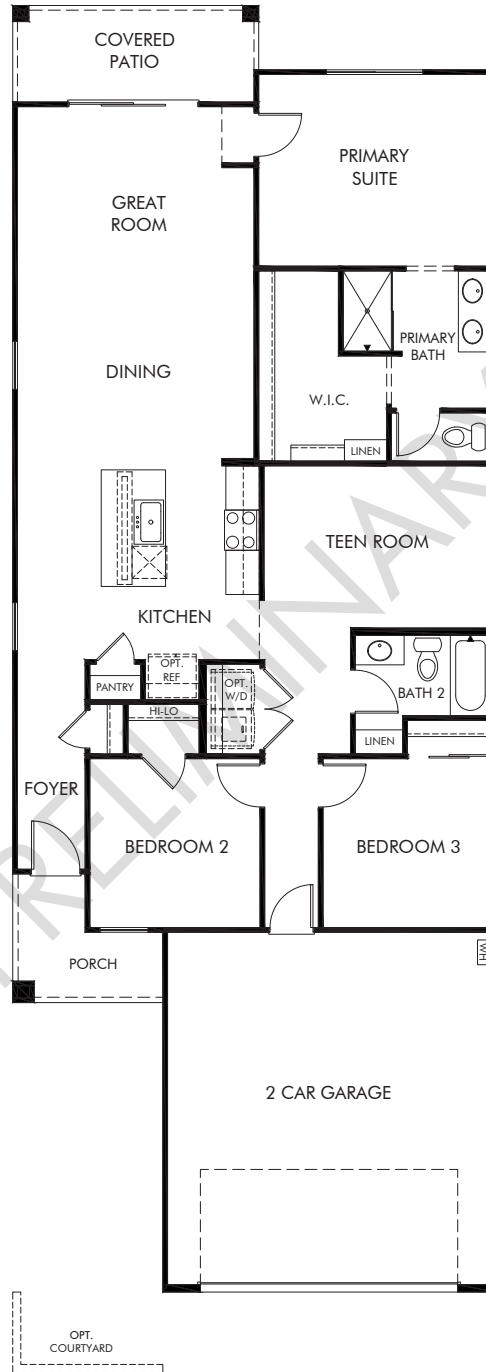 COVERED
PATIO
PRIMARY
SUITE
GREAT
ROOM
PRIMARY
BATH
DINING
W.I.C.
LINEN
TEEN ROOM
KITCHEN
OPT.
REF
PANTRY
OPT.
W/D
BATH 2
HI-LO
LINEN
FOYER
BEDROOM 2
BEDROOM 3
PORCH
WH
2 CAR GARAGE
OPT.
COURTYARD
PRELIMINARY